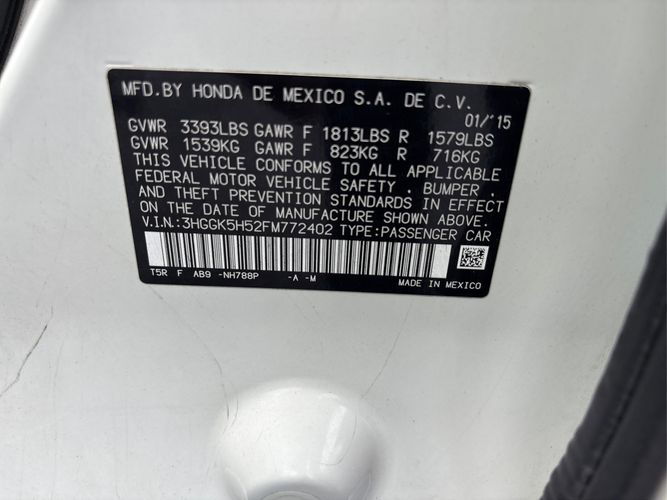 MFD.BY HONDA DE MEXICO S.A. DE C.V.
01/'15
GVWR 3393LBS GAWR F 1813LBS R 1579LBS
GVWR 1539KG GAWR F 823KG R 716KG
THIS VEHICLE CONFORMS TO ALL APPLICABLE
FEDERAL MOTOR VEHICLE SAFETY , BUMPER ,
AND THEFT PREVENTION STANDARDS IN EFFECT
ON THE DATE OF MANUFACTURE SHOWN ABOVE.
V.I.N.:3HGGK5H52FM772402 TYPE:PASSENGER CAR
T5R F AB9 -NH788P -A -M
MADE IN MEXICO